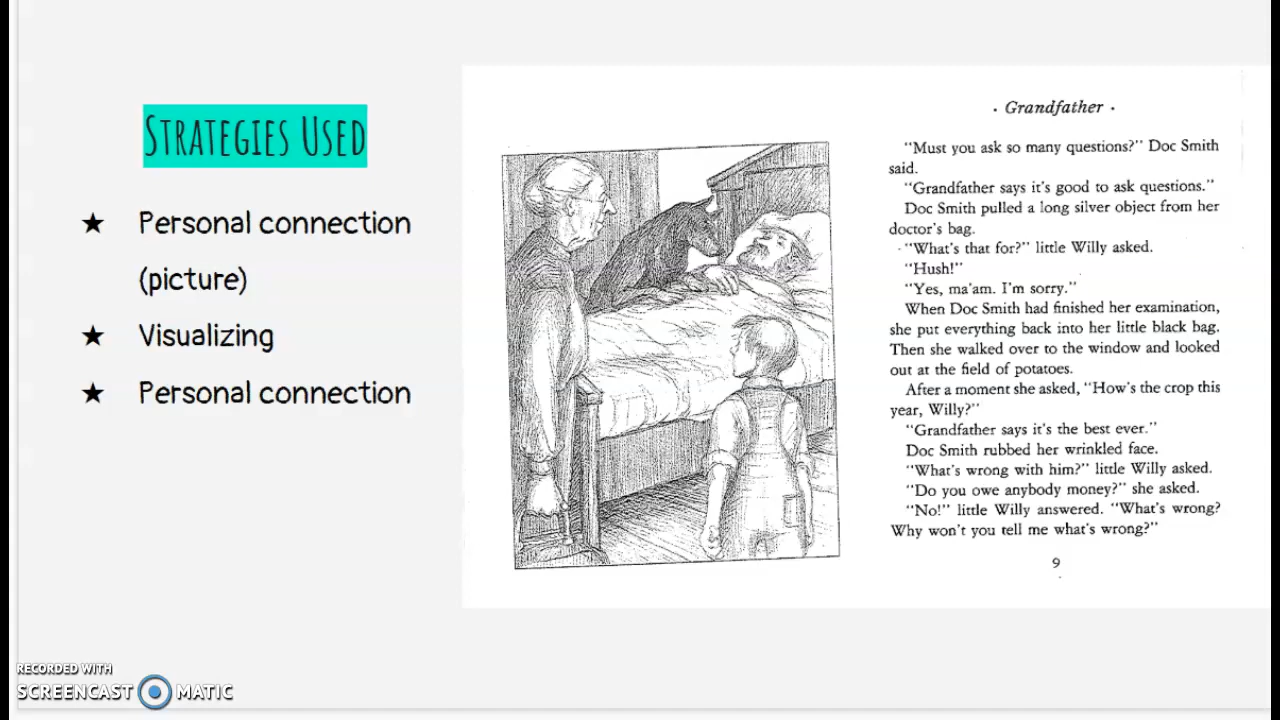 Strategies Used
★ Personal connection
(picture)
★ Visualizing
★ Personal connection
· Grandfather ·
"Must you ask so many questions?" Doc Smith
said.
"Grandfather says it's good to ask questions."
Doc Smith pulled a long silver object from her
doctor's bag.
"What's that for?" little Willy asked.
"Hush!"
"Yes, ma'am. I'm sorry."
When Doc Smith had finished her examination,
she put everything back into her little black bag.
Then she walked over to the window and looked
out at the field of potatoes.
After a moment she asked, "How's the crop this
year, Willy?"
"Grandfather says it's the best ever."
Doc Smith rubbed her wrinkled face.
"What's wrong with him?" little Willy asked.
"Do you owe anybody money?" she asked.
"No!" little Willy answered. "What's wrong?
Why won't you tell me what's wrong?"
9
RECORDED WITH
SCREENCAST MATIC